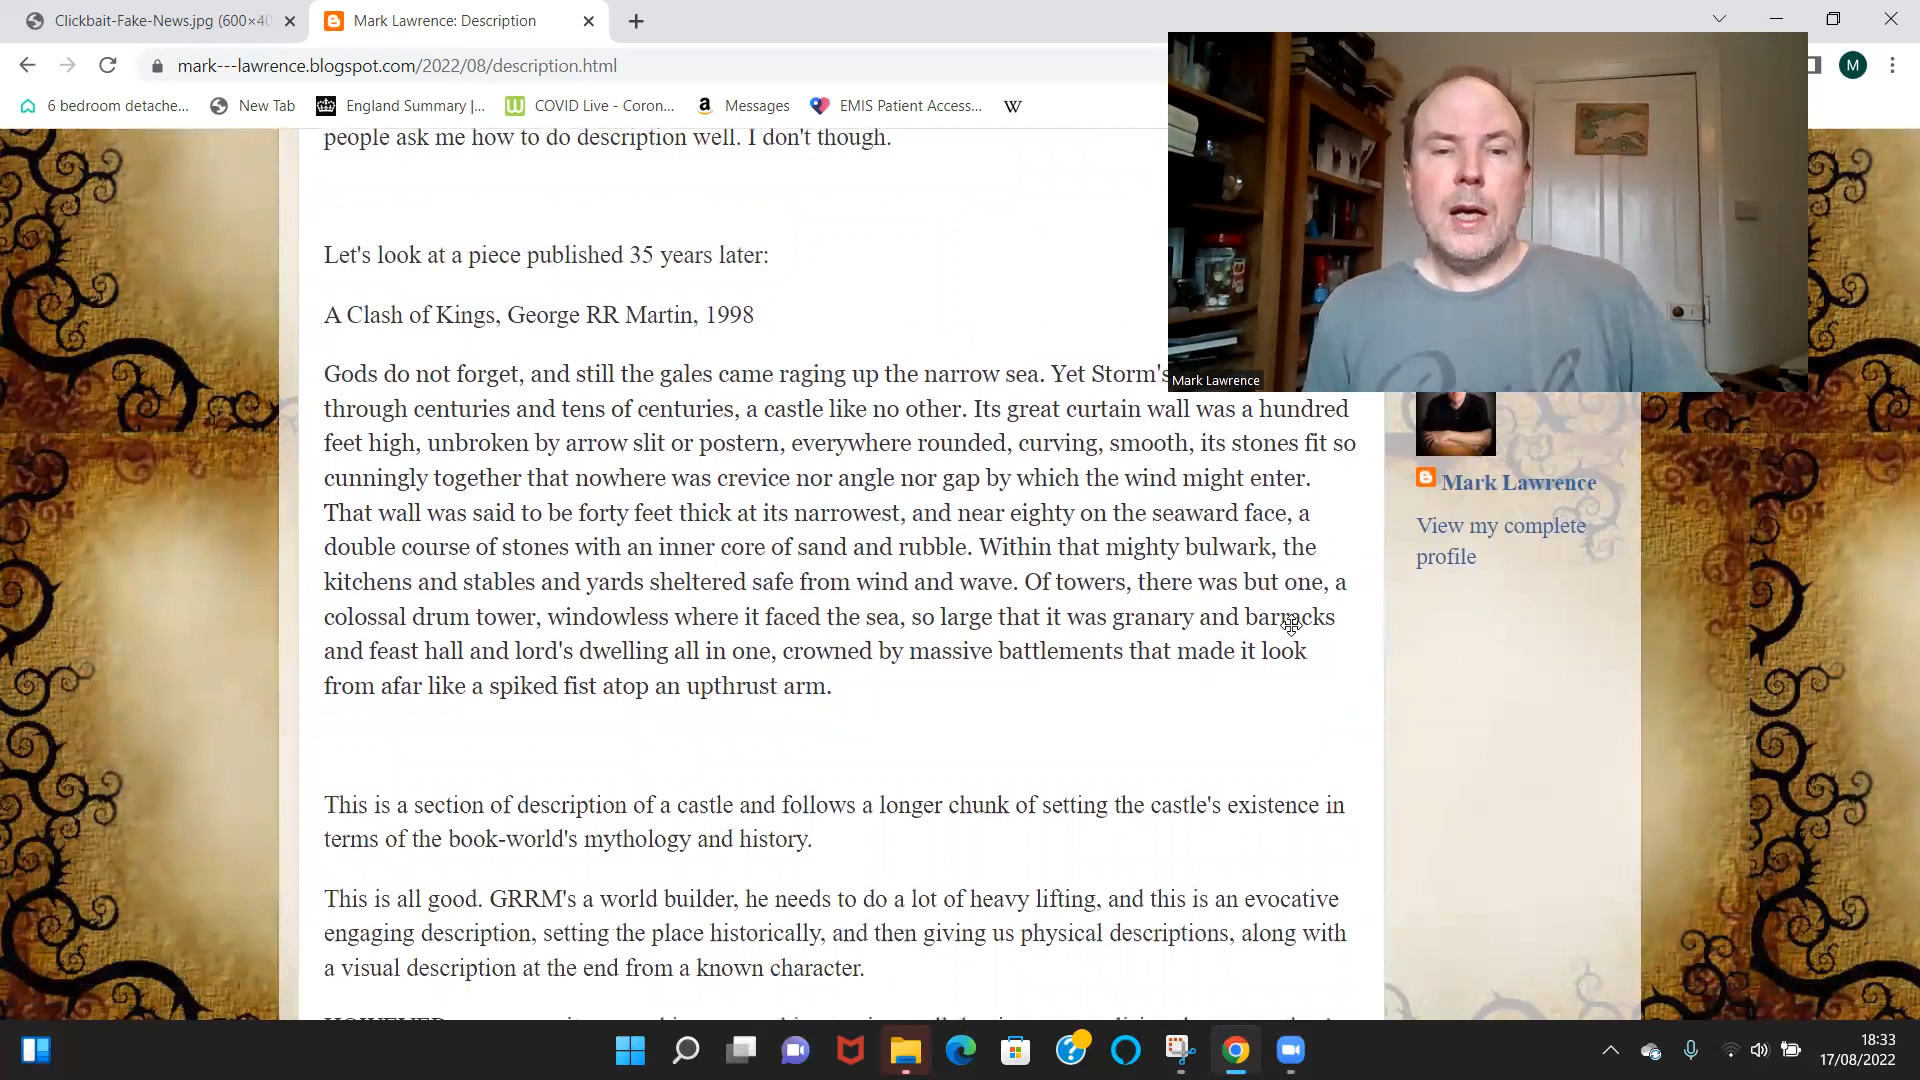 Clickbait-Fake-News.jpg (600×40
Mark Lawrence: Description
mark---lawrence.blogspot.com/2022/08/description.html
M
6 bedroom detache...
New Tab
England Summary |...
W
COVID Live - Coron...
a
Messages
EMIS Patient Access...
W
people ask me how to do description well. I don't though.
Let's look at a piece published 35 years later:
A Clash of Kings, George RR Martin, 1998
Gods do not forget, and still the gales came raging up the narrow sea. Yet Storm's
through centuries and tens of centuries, a castle like no other. Its great curtain wall was a hundred
feet high, unbroken by arrow slit or postern, everywhere rounded, curving, smooth, its stones fit so
cunningly together that nowhere was crevice nor angle nor gap by which the wind might enter.
That wall was said to be forty feet thick at its narrowest, and near eighty on the seaward face, a
double course of stones with an inner core of sand and rubble. Within that mighty bulwark, the
kitchens and stables and yards sheltered safe from wind and wave. Of towers, there was but one, a
colossal drum tower, windowless where it faced the sea, so large that it was granary and barracks
and feast hall and lord's dwelling all in one, crowned by massive battlements that made it look
from afar like a spiked fist atop an upthrust arm.
This is a section of description of a castle and follows a longer chunk of setting the castle's existence in
terms of the book-world's mythology and history.
This is all good. GRRM's a world builder, he needs to do a lot of heavy lifting, and this is an evocative
engaging description, setting the place historically, and then giving us physical descriptions, along with
a visual description at the end from a known character.
Mark Lawrence
Mark Lawrence
View my complete
profile
18:33
17/08/2022